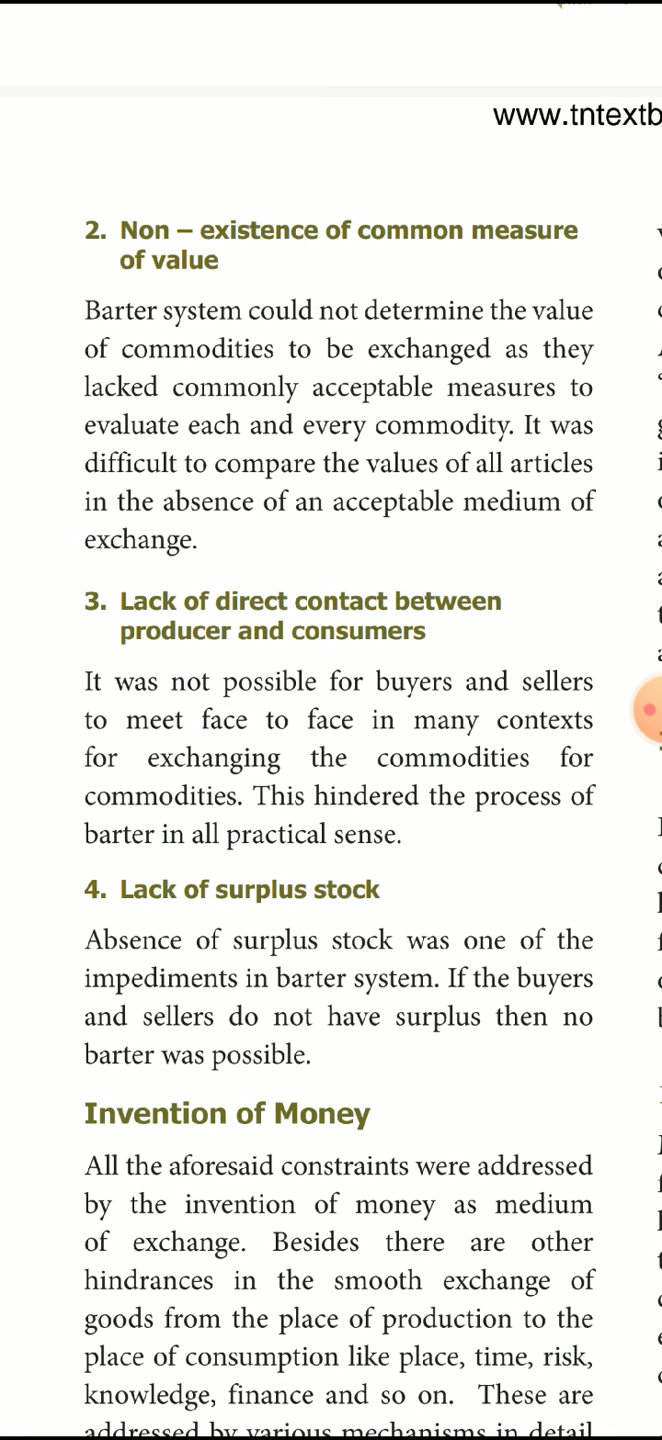 www.tntextb
2. Non – existence of common measure
of value
Barter system could not determine the value
of commodities to be exchanged as they
lacked commonly acceptable measures to
evaluate each and every commodity. It was
difficult to compare the values of all articles
in the absence of an acceptable medium of
exchange.
3. Lack of direct contact between
producer and consumers
It was not possible for buyers and sellers
to meet face to face in many contexts
for exchanging the commodities for
commodities. This hindered the process of
barter in all practical sense.
4. Lack of surplus stock
Absence of surplus stock was one of the
impediments in barter system. If the buyers
and sellers do not have surplus then no
barter was possible.
Invention of Money
All the aforesaid constraints were addressed
by the invention of money as medium
of exchange. Besides there are other
hindrances in the smooth exchange of
goods from the place of production to the
place of consumption like place, time, risk,
knowledge, finance and so on. These are
addressed by various mechanisms in detail